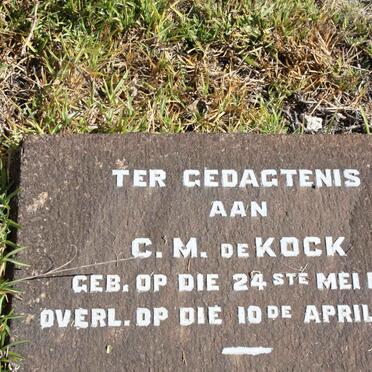 TER GEDAGTENIS
AAN
C. M. DE KOCK
GEB. OP DIE 24STE MEI
OVERL. OP DIE 10DE APRIL